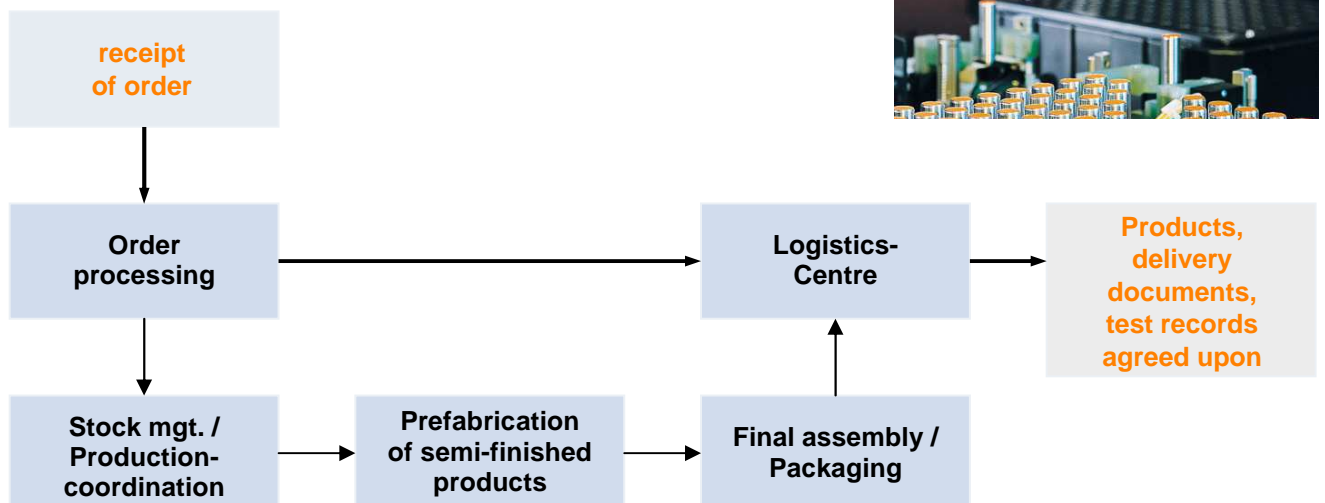 receipt
of order
Order
processing
Logistics-
Centre
Products,
delivery
documents,
test records
agreed upon
Stock mgt. /
Production-
coordination
Prefabrication
of semi-finished
products
Final assembly /
Packaging